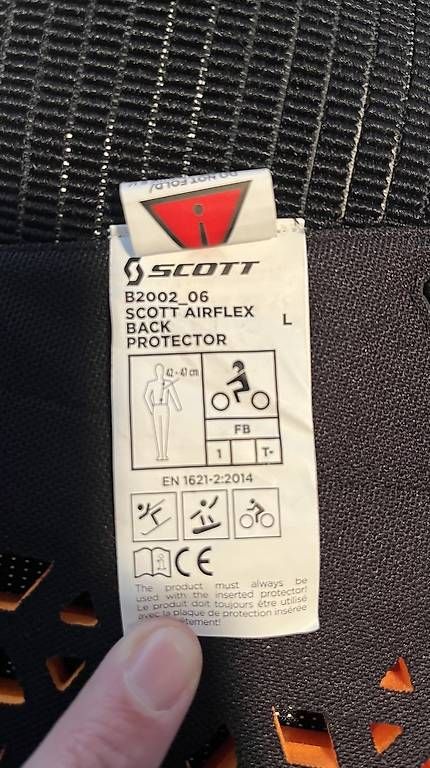 DO NOT FOLD/
SCOTT
B2002_06
SCOTT AIRFLEX
BACK
PROTECTOR
L
42 - 47 cm
FB
1 T-
EN 1621-2:2014
CE
The product must always be
used with the inserted protector!
Le produit doit toujours être utilisé
avec la plaque de protection insérée